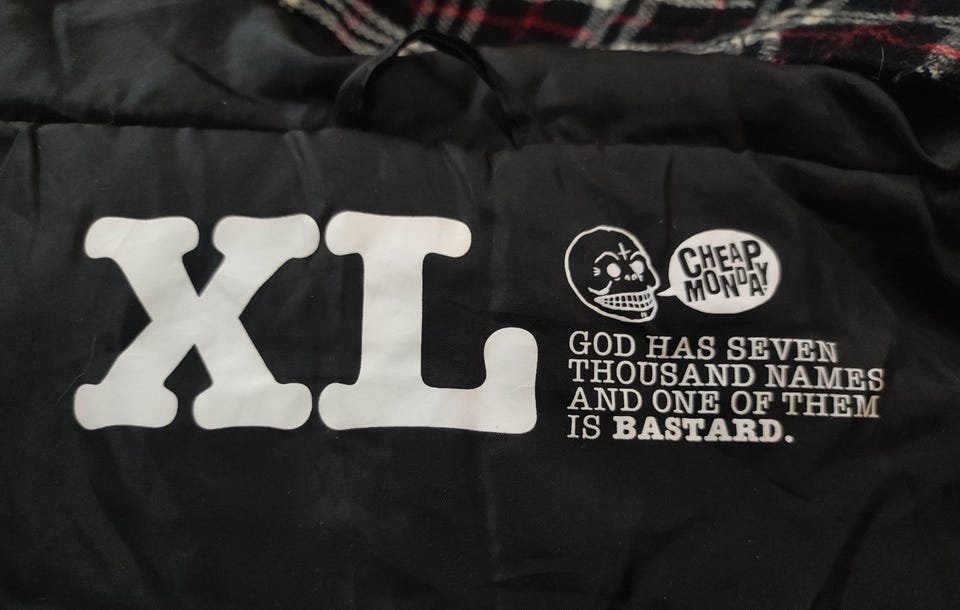 XL
CHEAP
MONDAY
GOD HAS SEVEN
THOUSAND NAMES
AND ONE OF THEM
IS BASTARD.